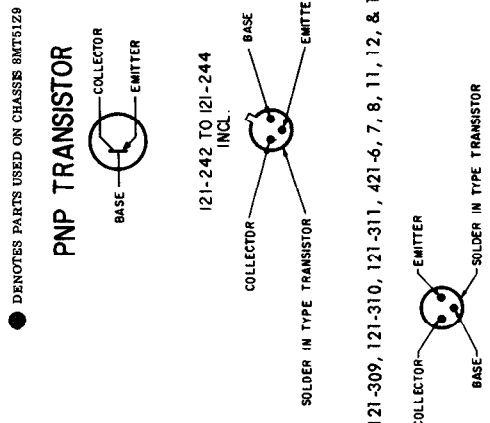 ● DENOTES PARTS USED ON CHASSIS 8MT51Z9
PNP TRANSISTOR
COLLECTOR
BASE
EMITTER
121-242 TO 121-244
INCL.
COLLECTOR
BASE
SOLDER IN TYPE TRANSISTOR
121-309, 121-310, 121-311, 421-6, 7, 8, 11, 12, &
COLLECTOR
EMITTER
BASE
SOLDER IN TYPE TRANSISTOR